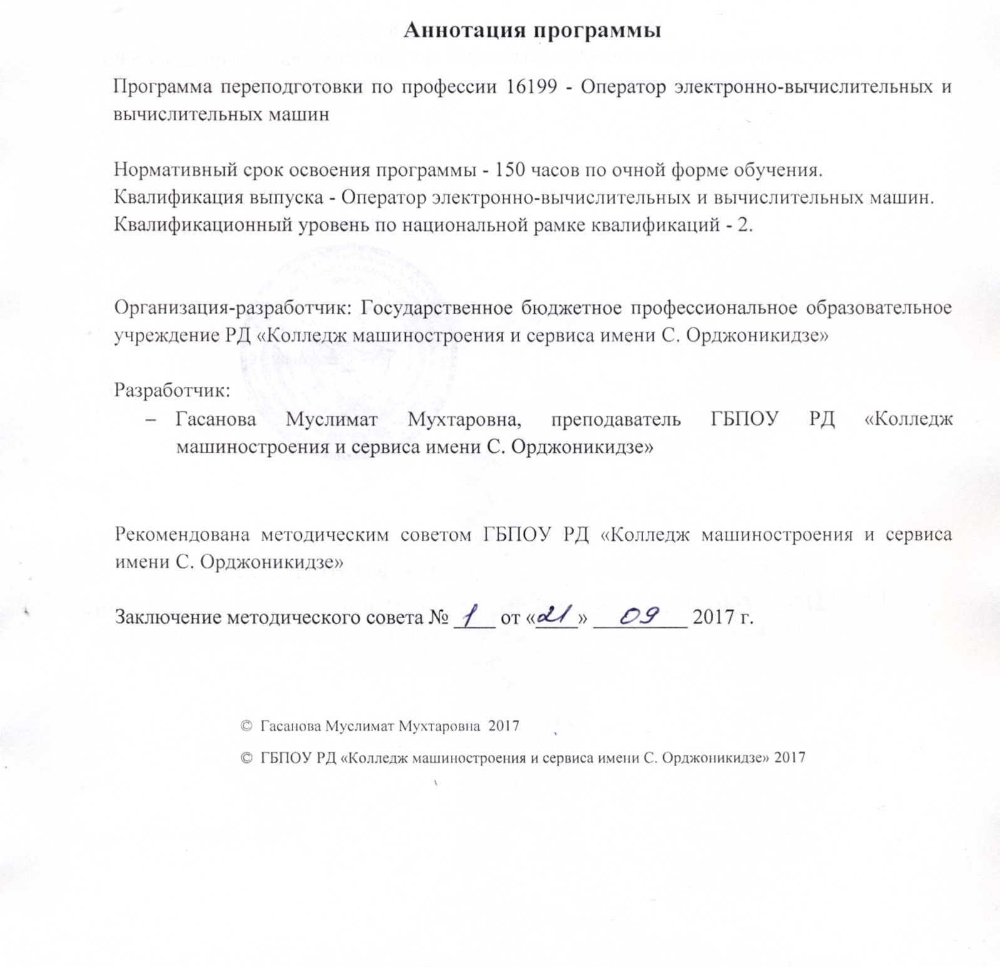 Аннотация программы
Программа переподготовки по профессии 16199 - Оператор электронно-вычислительных и
вычислительных машин
Нормативный срок освоения программы - 150 часов по очной форме обучения.
Квалификация выпуска - Оператор электронно-вычислительных и вычислительных машин.
Квалификационный уровень по национальной рамке квалификаций - 2.
Организация-разработчик: Государственное бюджетное профессиональное образовательное
учреждение РД «Колледж машиностроения и сервиса имени С. Орджоникидзе»
Разработчик:
– Гасанова Муслимат Мухтаровна, преподаватель ГБПОУ РД «Колледж
машиностроения и сервиса имени С. Орджоникидзе»
Рекомендована методическим советом ГБПОУ РД «Колледж машиностроения и сервиса
имени С. Орджоникидзе»
Заключение методического совета № 1 от «21» 09 2017 г.
© Гасанова Муслимат Мухтаровна 2017
© ГБПОУ РД «Колледж машиностроения и сервиса имени С. Орджоникидзе» 2017